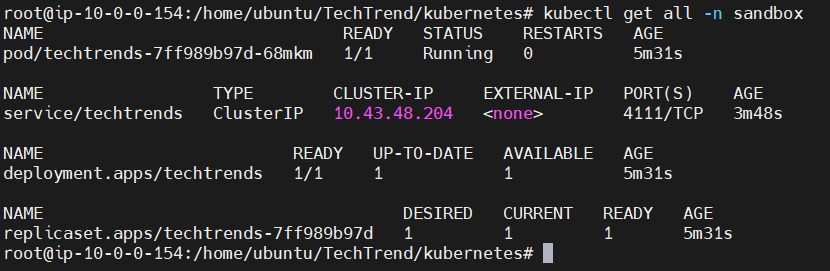 root@ip-10-0-0-154:/home/ubuntu/TechTrend/kubernetes# kubectl get all -n sandbox
NAME READY STATUS RESTARTS AGE
pod/techtrends-7ff989b97d-68mkm 1/1 Running 0 5m31s
NAME TYPE CLUSTER-IP EXTERNAL-IP PORT(S) AGE
service/techtrends ClusterIP 10.43.48.204 <none> 4111/TCP 3m48s
NAME READY UP-TO-DATE AVAILABLE AGE
deployment.apps/techtrends 1/1 1 1 5m31s
NAME DESIRED CURRENT READY AGE
replicaset.apps/techtrends-7ff989b97d 1 1 1 5m31s
root@ip-10-0-0-154:/home/ubuntu/TechTrend/kubernetes#